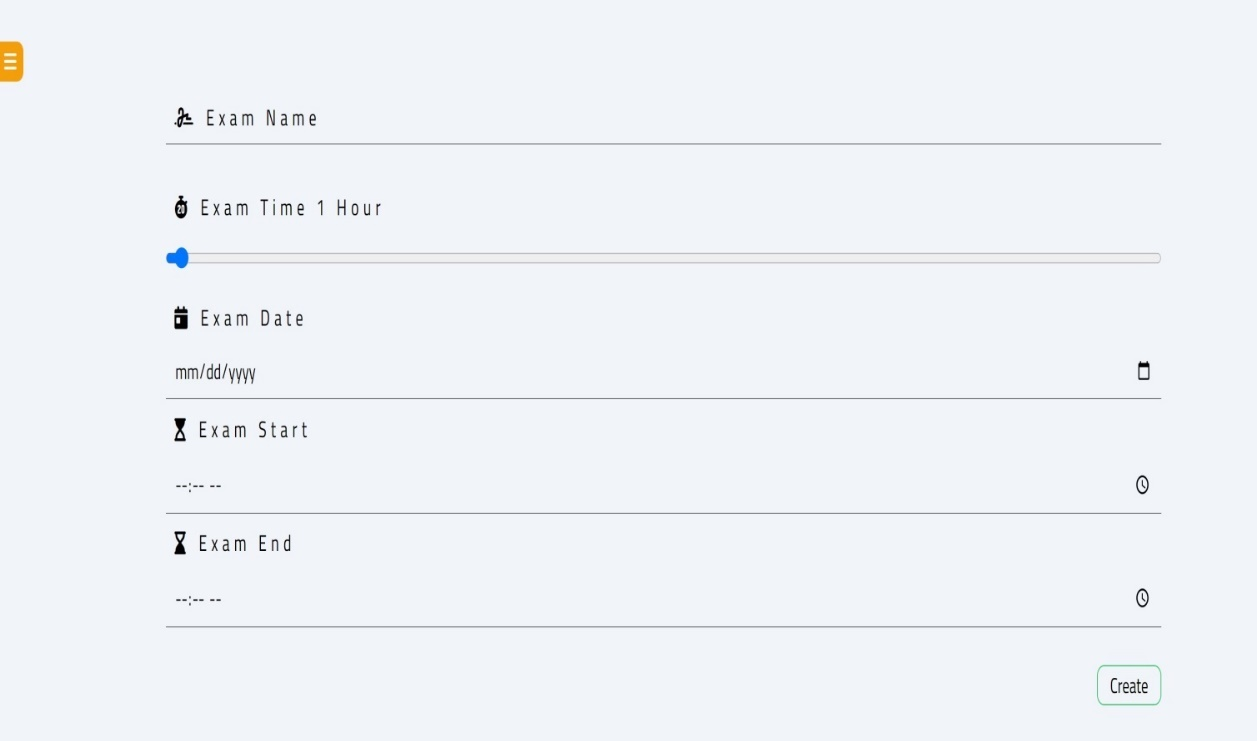 Exam Name
Exam Time 1 Hour
Exam Date
mm/dd/yyyy
Exam Start
--:-- --
Exam End
--:-- --
Create